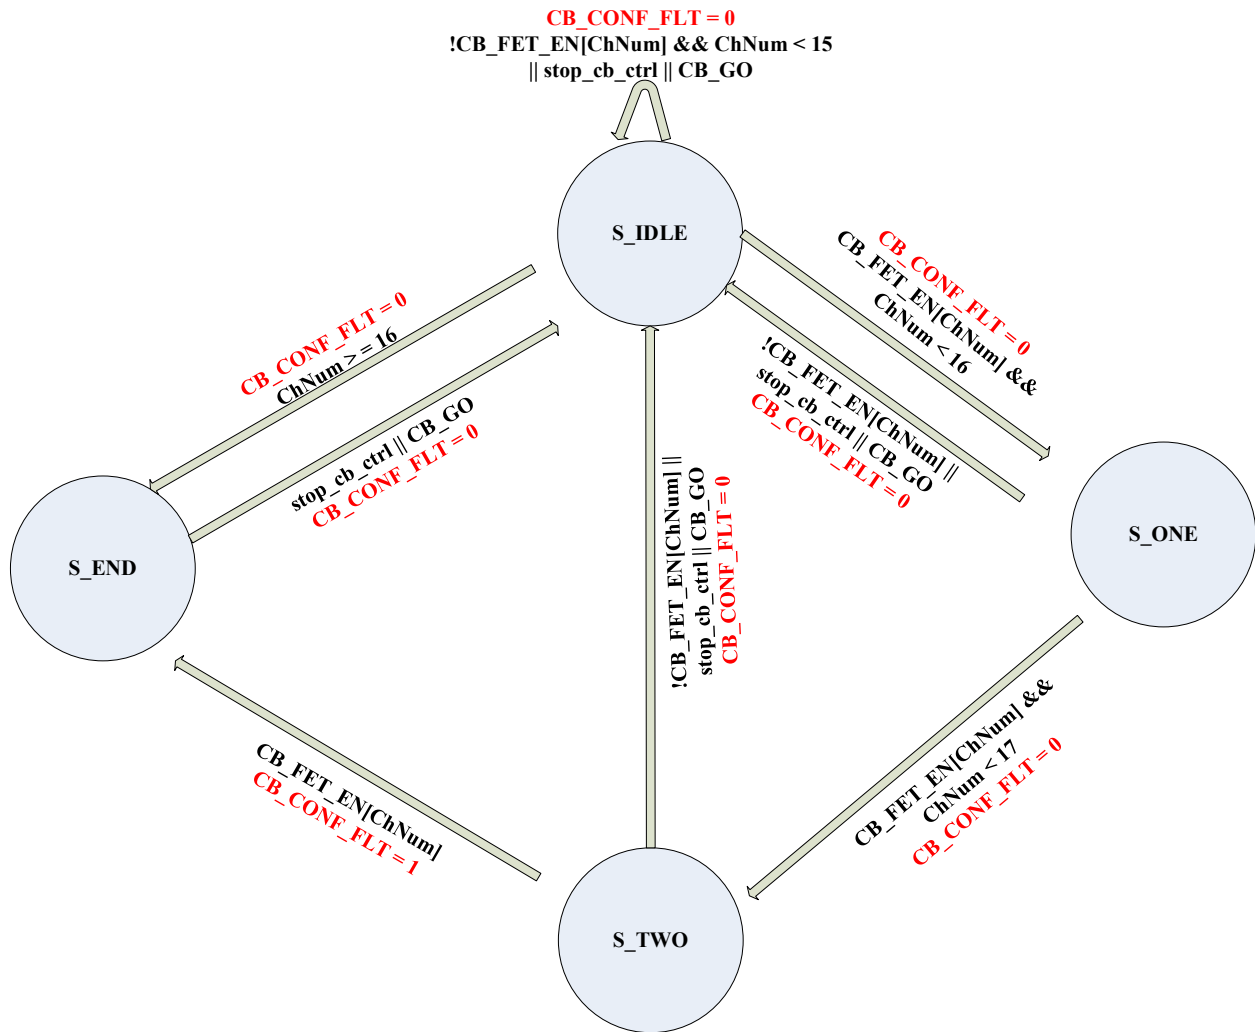 CB_CONF_FLT = 0
!CB_FET_EN[ChNum] && ChNum < 15
|| stop_cb_ctrl || CB_GO
S_IDLE
CB_CONF_FLT = 0
CB_FET_EN[ChNum] &&
ChNum < 16
CB_CONF_FLT = 0
ChNum > = 16
!CB_FET_EN[ChNum] ||
stop_cb_ctrl || CB_GO
CB_CONF_FLT = 0
stop_cb_ctrl || CB_GO
CB_CONF_FLT = 0
!CB_FET_EN[ChNum] ||
stop_cb_ctrl || CB_GO
CB_CONF_FLT = 0
S_END
S_ONE
CB_FET_EN[ChNum]
CB_CONF_FLT = 1
CB_FET_EN[ChNum] &&
ChNum < 17
CB_CONF_FLT = 0
S_TWO